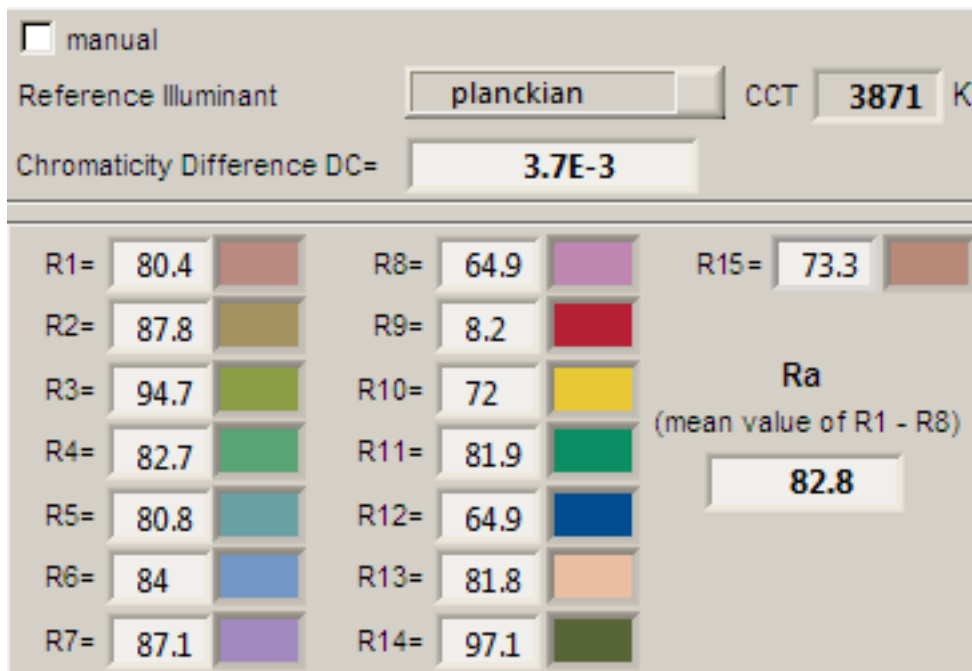 manual
Reference Illuminant planckian CCT 3871 K
Chromaticity Difference DC= 3.7E-3
R1= 80.4 R8= 64.9 R15= 73.3
R2= 87.8 R9= 8.2
R3= 94.7 R10= 72 Ra
(mean value of R1 - R8)
R4= 82.7 R11= 81.9
82.8
R5= 80.8 R12= 64.9
R6= 84 R13= 81.8
R7= 87.1 R14= 97.1